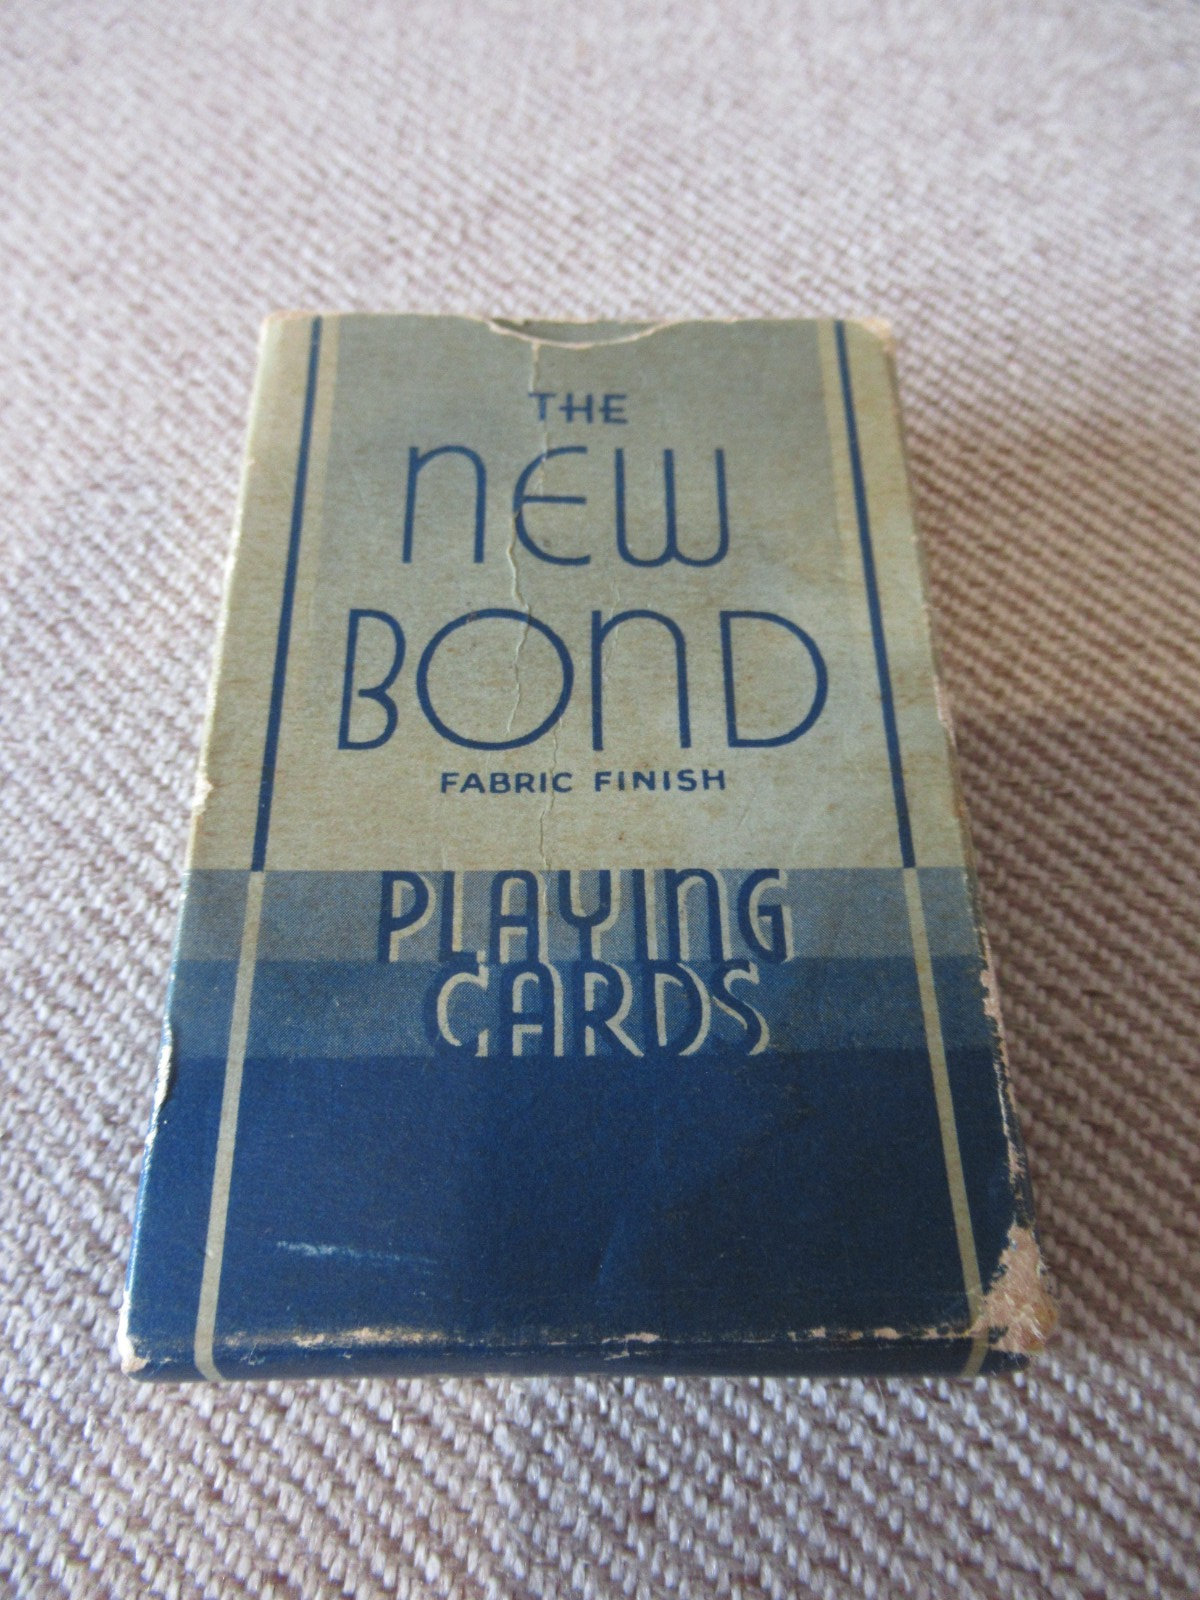 THE
NEW
BOND
FABRIC FINISH
PLAYING
CARDS